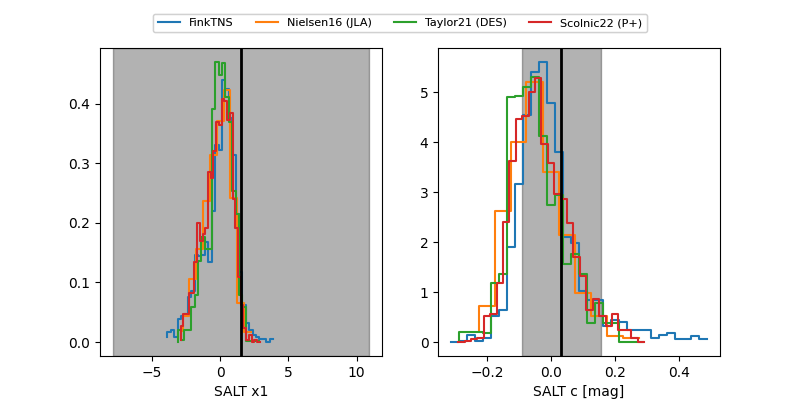 FinkTNS Nielsen16 (JLA) Taylor21 (DES) Scolnic22 (P+)
0.4
0.3
0.2
0.1
0.0
−5 0 5 10
SALT x1
5
4
3
2
1
0
−0.2 0.0 0.2 0.4
SALT c [mag]